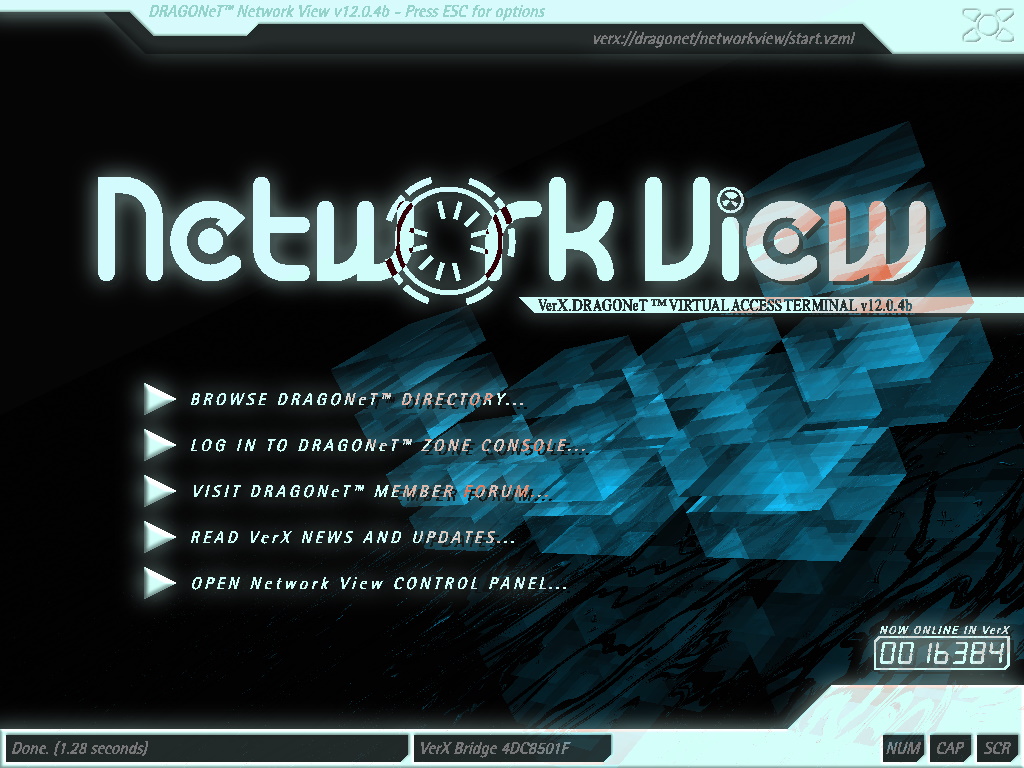 DRAGONeT™ Network View v12.0.4b - Press ESC for options
verx://dragonet/networkview/start.vzml
Network View
VerX.DRAGONeT ™ VIRTUAL ACCESS TERMINAL v12.0.4b
BROWSE DRAGONeT™ DIRECTORY...
LOG IN TO DRAGONeT™ ZONE CONSOLE...
VISIT DRAGONeT™ MEMBER FORUM...
READ VerX NEWS AND UPDATES...
OPEN Network View CONTROL PANEL...
NOW ONLINE IN VerX
0016384
Done. {1.28 seconds}
VerX Bridge 4DC8501F
NUM CAP SCR